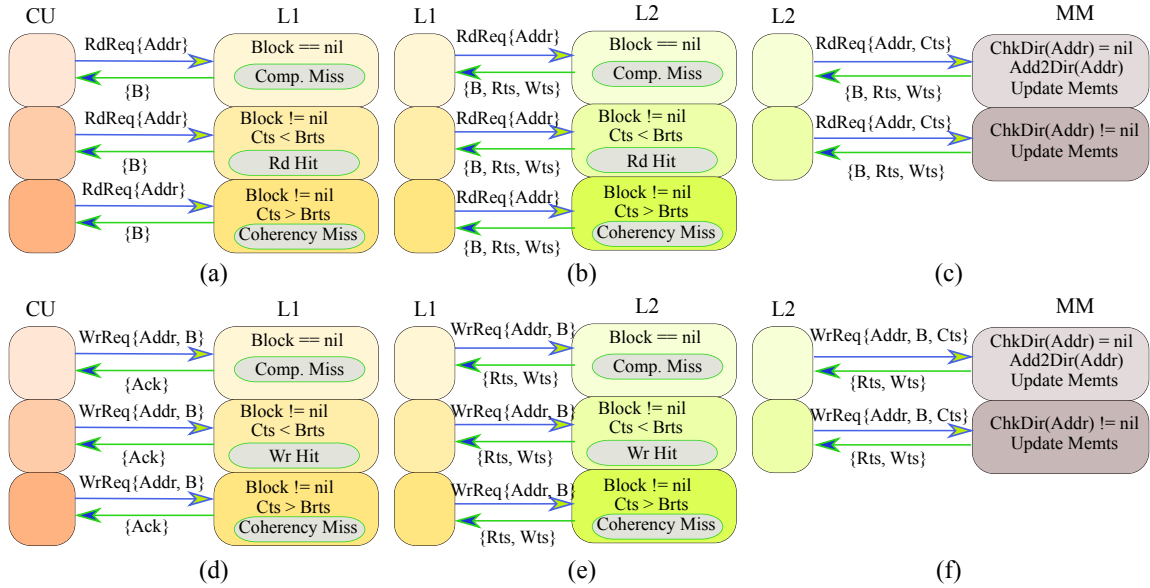 CU
L1
RdReq{Addr}
{B}
Block == nil
Comp. Miss
RdReq{Addr}
{B}
Block != nil
Cts < Brts
Rd Hit
RdReq{Addr}
{B}
Block != nil
Cts > Brts
Coherency Miss
(a)
L1
L2
RdReq{Addr}
{B, Rts, Wts}
Block == nil
Comp. Miss
RdReq{Addr}
{B, Rts, Wts}
Block != nil
Cts < Brts
Rd Hit
RdReq{Addr}
{B, Rts, Wts}
Block != nil
Cts > Brts
Coherency Miss
(b)
L2
MM
RdReq{Addr, Cts}
{B, Rts, Wts}
ChkDir(Addr) = nil
Add2Dir(Addr)
Update Memts
RdReq{Addr, Cts}
{B, Rts, Wts}
ChkDir(Addr) != nil
Update Memts
(c)
CU
L1
WrReq{Addr, B}
{Ack}
Block == nil
Comp. Miss
WrReq{Addr, B}
{Ack}
Block != nil
Cts < Brts
Wr Hit
WrReq{Addr, B}
{Ack}
Block != nil
Cts > Brts
Coherency Miss
(d)
L1
L2
WrReq{Addr, B}
{Rts, Wts}
Block == nil
Comp. Miss
WrReq{Addr, B}
{Rts, Wts}
Block != nil
Cts < Brts
Wr Hit
WrReq{Addr, B}
{Rts, Wts}
Block != nil
Cts > Brts
Coherency Miss
(e)
L2
MM
WrReq{Addr, B, Cts}
{Rts, Wts}
ChkDir(Addr) = nil
Add2Dir(Addr)
Update Memts
WrReq{Addr, B, Cts}
{Rts, Wts}
ChkDir(Addr) != nil
Update Memts
(f)